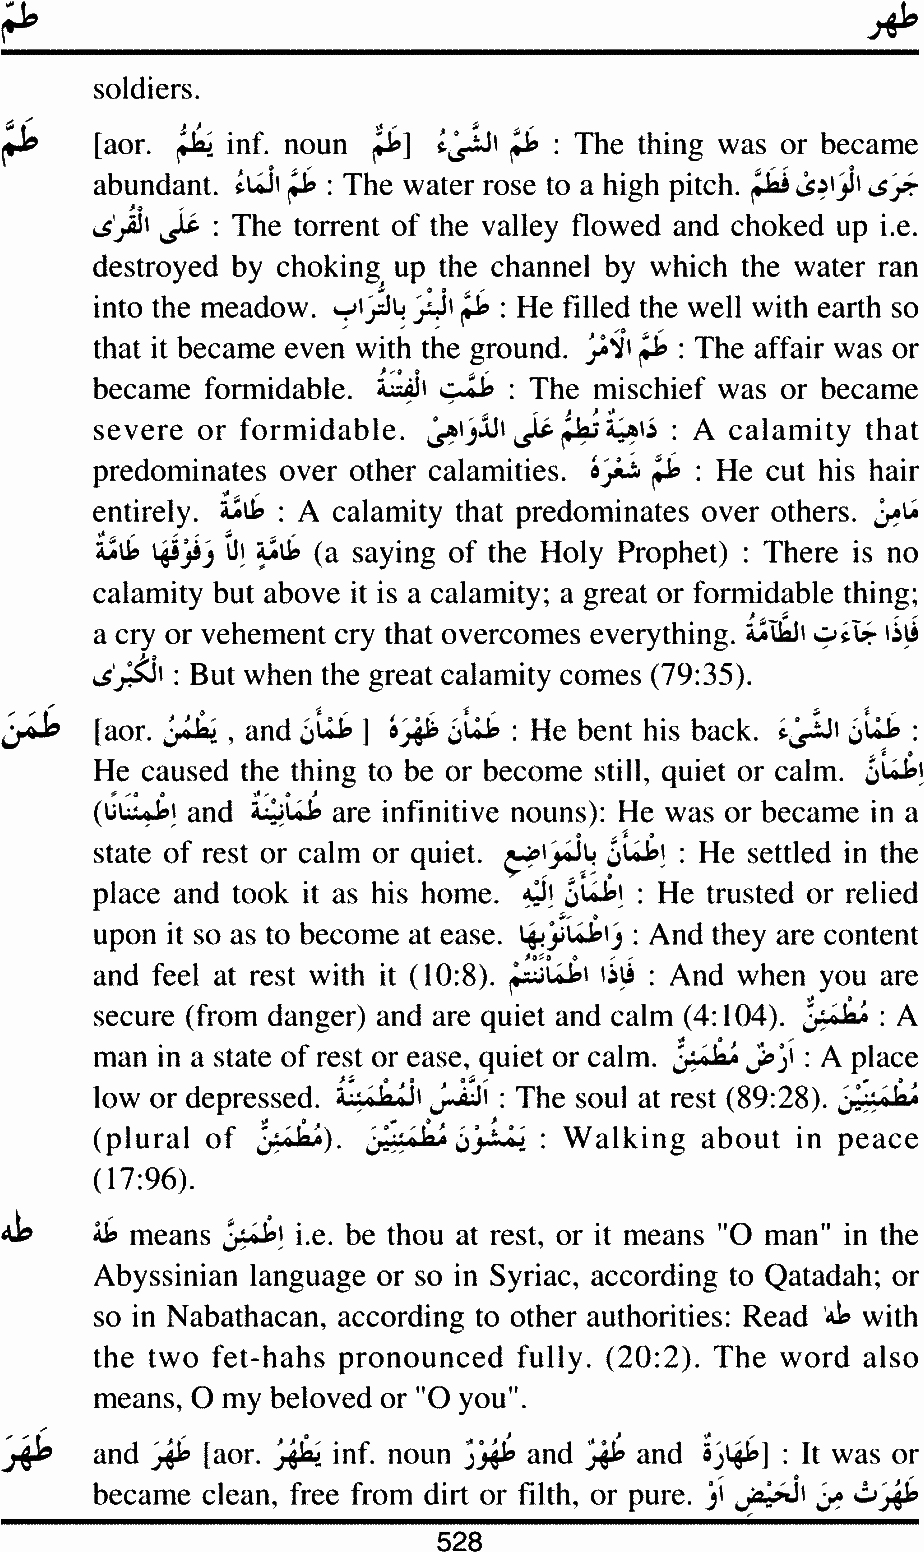 طمّ طهر
soldiers.
طَمَّ [aor. يَطُمُّ inf. noun طَمٌّ] طَمَّ الشَّيْءُ : The thing was or became
abundant. طَمَّ الْمَاءُ : The water rose to a high pitch. جَرَى الْوَادِىْ فَطَمَّ
عَلَى الْقُرٰى : The torrent of the valley flowed and choked up i.e.
destroyed by choking up the channel by which the water ran
into the meadow. طَمَّ الْبِئْرَ بِالتُّرَابِ : He filled the well with earth so
that it became even with the ground. طَمَّ الْاَمْرُ : The affair was or
became formidable. طَمَّتِ الْفِتْنَةُ : The mischief was or became
severe or formidable. دَاهِيَةٌ تُطِمُّ عَلَى الدَّوَاهِىْ : A calamity that
predominates over other calamities. طَمَّ شَعْرَهُ : He cut his hair
entirely. طَامَّةٌ : A calamity that predominates over others. مَامِنْ
طَامَّةٍ اِلَّا وَفَوْقَهَا طَامَّةٌ (a saying of the Holy Prophet) : There is no
calamity but above it is a calamity; a great or formidable thing;
a cry or vehement cry that overcomes everything. فَاِذَا جَآءَتِ الطَّآمَّةُ
الْكُبْرٰى : But when the great calamity comes (79:35).
طَمَنَ [aor. يَطْمُنُ , and طَمْأَنَ ] طَمْأَنَ ظَهْرَهُ : He bent his back. طَمْأَنَ الشَّيْءَ :
He caused the thing to be or become still, quiet or calm. اِطْمَأَنَّ
(اِطْمِئْنَانًا and طُمَانِيْنَةٌ are infinitive nouns): He was or became in a
state of rest or calm or quiet. اِطْمَأَنَّ بِالْمَوَاضِعِ : He settled in the
place and took it as his home. اِطْمَأَنَّ اِلَيْهِ : He trusted or relied
upon it so as to become at ease. وَاطْمَاَنُّوْبِهَا : And they are content
and feel at rest with it (10:8). فَاِذَا اطْمَاْنَنْتُمْ : And when you are
secure (from danger) and are quiet and calm (4:104). مُطْمَئِنٌّ : A
man in a state of rest or ease, quiet or calm. اَرْضٌ مُطْمَئِنٌّ : A place
low or depressed. اَلنَّفْسُ الْمُطْمَئِنَّةُ : The soul at rest (89:28). مُطْمَئِنِّيْنَ
(plural of مُطْمَئِنٌّ). يَمْشُوْنَ مُطْمَئِنِّيْنَ : Walking about in peace
(17:96).
طٰه طَهْ means اِطْمَئِنَّ i.e. be thou at rest, or it means "O man" in the
Abyssinian language or so in Syriac, according to Qatadah; or
so in Nabathacan, according to other authorities: Read طٰهٰ with
the two fet-hahs pronounced fully. (20:2). The word also
means, O my beloved or "O you".
طَهَرَ and طَهُرَ [aor. يَطْهُرُ inf. noun طَهُوْرٌ and طُهْرٌ and طَهَارَةٌ] : It was or
became clean, free from dirt or filth, or pure. طَهُرَتْ مِنَ الْحَيْضِ اَوْ
528